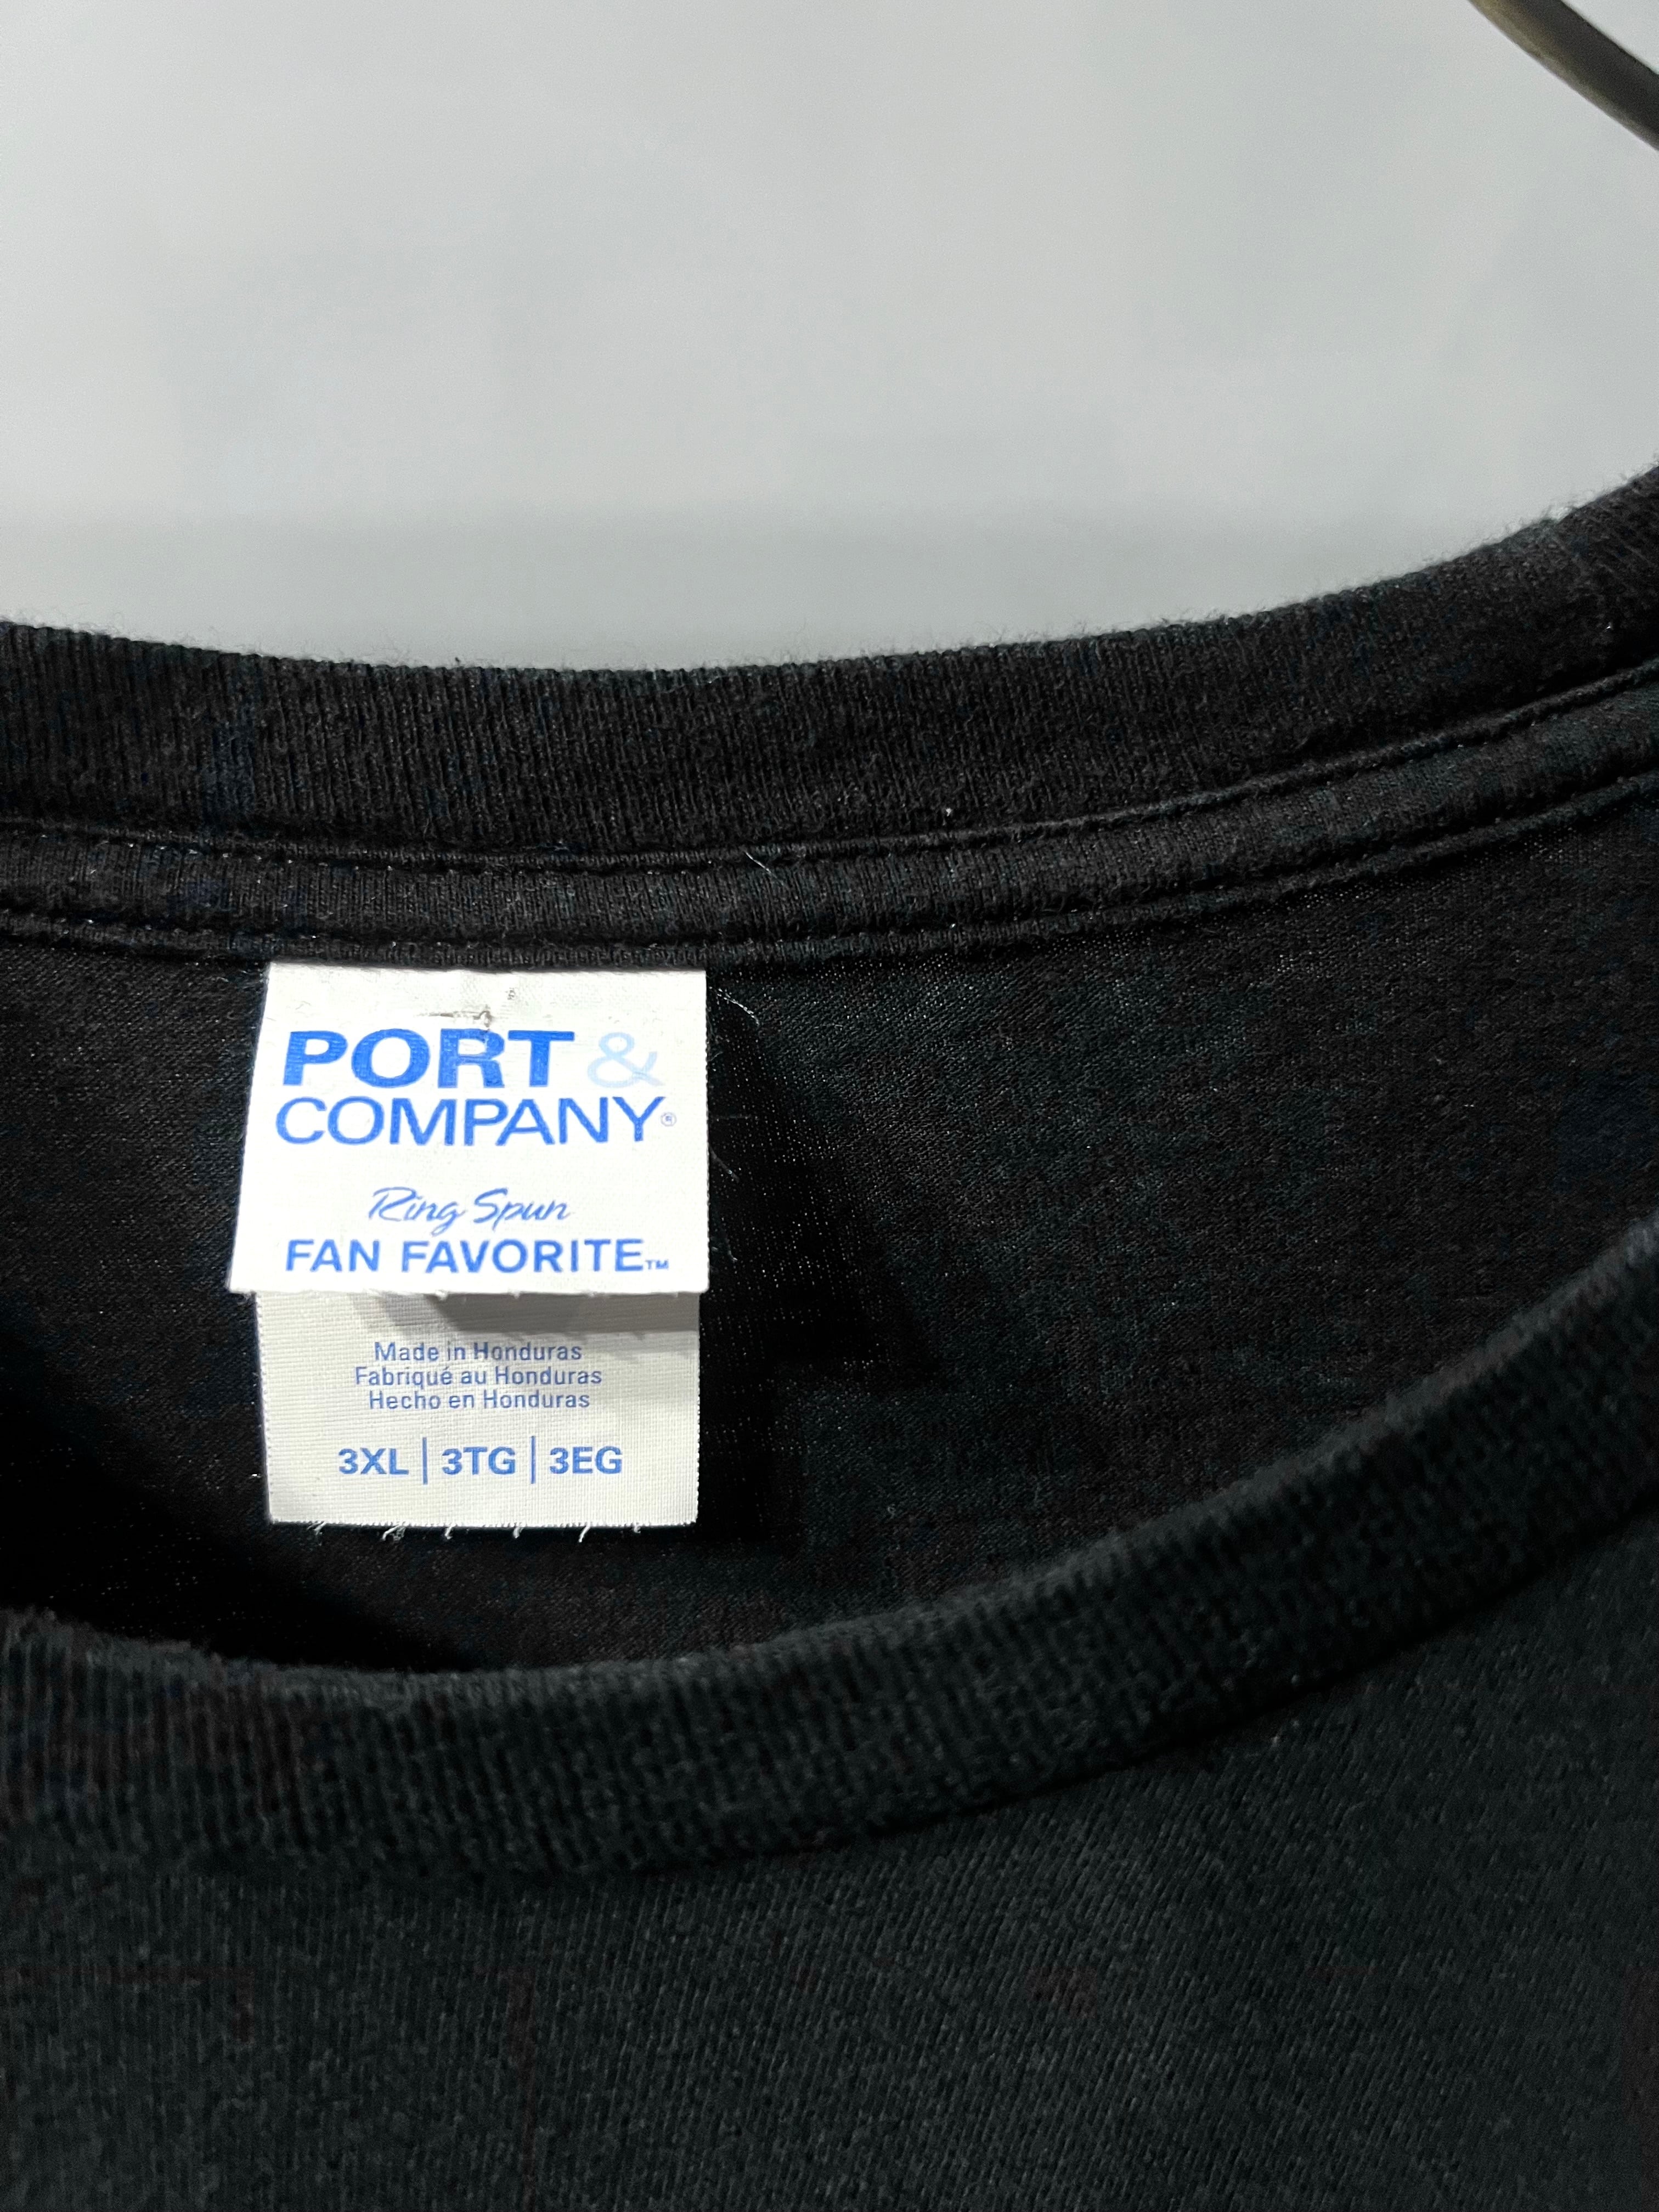 PORT &
COMPANY®
Ring Spun
FAN FAVORITE™
Made in Honduras
Fabriqué au Honduras
Hecho en Honduras
3XL | 3TG | 3EG